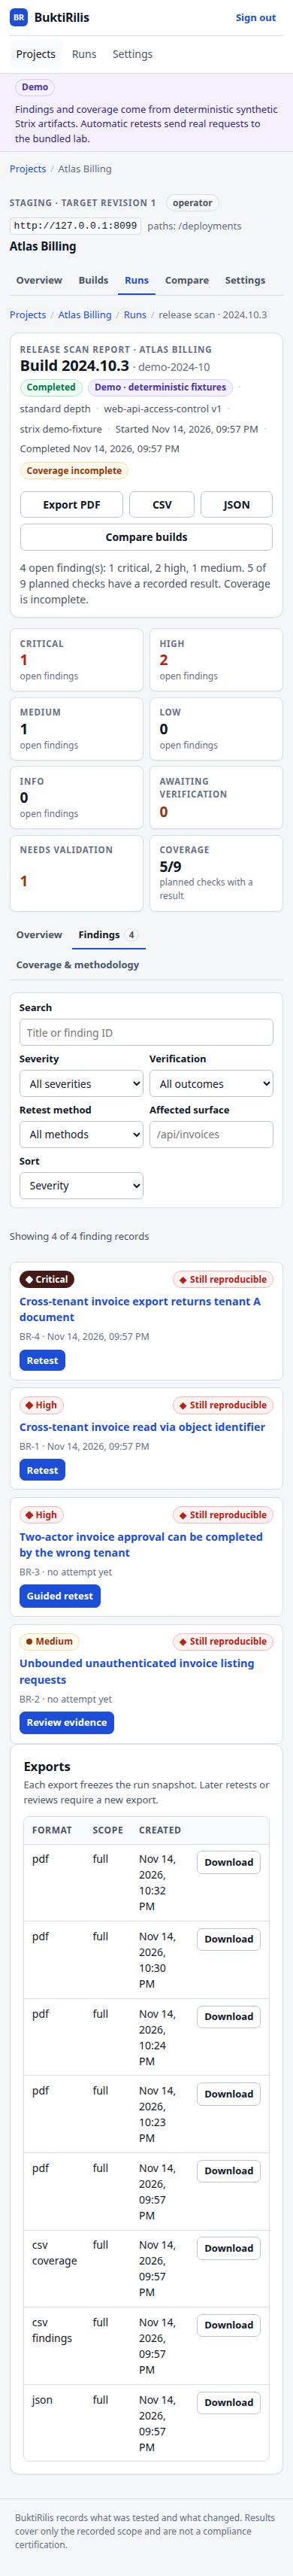 BR BuktiRilis Sign out
Projects Runs Settings
Demo
Findings and coverage come from deterministic synthetic
Strix artifacts. Automatic retests send real requests to
the bundled lab.
Projects / Atlas Billing
STAGING · TARGET REVISION 1 operator
http://127.0.0.1:8099 paths: /deployments
Atlas Billing
Overview Builds Runs Compare Settings
Projects / Atlas Billing / Runs / release scan · 2024.10.3
RELEASE SCAN REPORT · ATLAS BILLING
Build 2024.10.3 · demo-2024-10
Completed Demo · deterministic fixtures ·
standard depth · web-api-access-control v1 ·
strix demo-fixture · Started Nov 14, 2026, 09:57 PM ·
Completed Nov 14, 2026, 09:57 PM
Coverage incomplete
Export PDF CSV JSON
Compare builds
4 open finding(s): 1 critical, 2 high, 1 medium. 5 of
9 planned checks have a recorded result. Coverage
is incomplete.
CRITICAL
1
open findings
HIGH
2
open findings
MEDIUM
1
open findings
LOW
0
open findings
INFO
0
open findings
AWAITING
VERIFICATION
0
NEEDS VALIDATION
1
COVERAGE
5/9
planned checks with a
result
Overview Findings 4
Coverage & methodology
Search
Title or finding ID
Severity Verification
All severities All outcomes
Retest method Affected surface
All methods /api/invoices
Sort
Severity
Showing 4 of 4 finding records
Critical Still reproducible
Cross-tenant invoice export returns tenant A
document
BR-4 · Nov 14, 2026, 09:57 PM
Retest
High Still reproducible
Cross-tenant invoice read via object identifier
BR-1 · Nov 14, 2026, 09:57 PM
Retest
High Still reproducible
Two-actor invoice approval can be completed
by the wrong tenant
BR-3 · no attempt yet
Guided retest
Medium Still reproducible
Unbounded unauthenticated invoice listing
requests
BR-2 · no attempt yet
Review evidence
Exports
Each export freezes the run snapshot. Later retests or
reviews require a new export.
FORMAT SCOPE CREATED
pdf full Nov 14, Download
2026,
10:32
PM
pdf full Nov 14, Download
2026,
10:30
PM
pdf full Nov 14, Download
2026,
10:24
PM
pdf full Nov 14, Download
2026,
10:23
PM
pdf full Nov 14, Download
2026,
09:57
PM
csv full Nov 14, Download
coverage 2026,
09:57
PM
csv full Nov 14, Download
findings 2026,
09:57
PM
json full Nov 14, Download
2026,
09:57
PM
BuktiRilis records what was tested and what changed. Results
cover only the recorded scope and are not a compliance
certification.